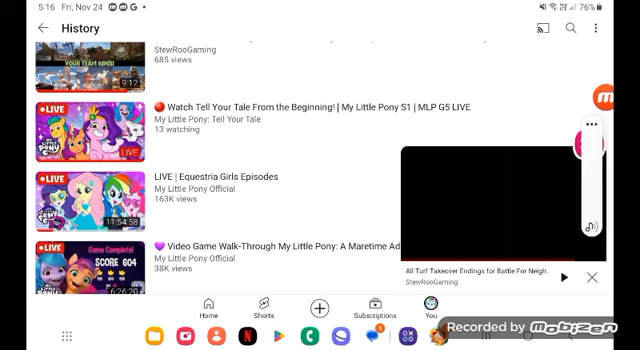 5:16 Fri, Nov 24
76%
History
YOUR TEAM WINS!
9:12
StewRooGaming
685 views
LIVE
MY LITTLE PONY
LIVE
🔴 Watch Tell Your Tale From the Beginning! | My Little Pony S1 | MLP G5 LIVE
My Little Pony: Tell Your Tale
13 watching
LIVE
11:54:58
LIVE | Equestria Girls Episodes
My Little Pony Official
163K views
LIVE
Game Complete!
SCORE 604
6:26:20
💜 Video Game Walk-Through My Little Pony: A Maretime Ad
My Little Pony Official
38K views
All Turf Takeover Endings for Battle For Neigh..
StewRooGaming
Home
Shorts
Subscriptions
You
Recorded by Mobizen